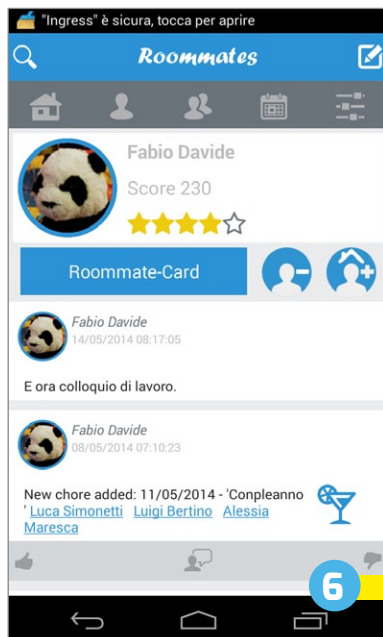 "Ingress" è sicura, tocca per aprire
Roommates
Fabio Davide
Score 230
Roommate-Card
Fabio Davide
14/05/2014 08:17:05
E ora colloquio di lavoro.
Fabio Davide
08/05/2014 07:10:23
New chore added: 11/05/2014 - 'Conpleanno
' Luca Simonetti Luigi Bertino Alessia
Maresca
6